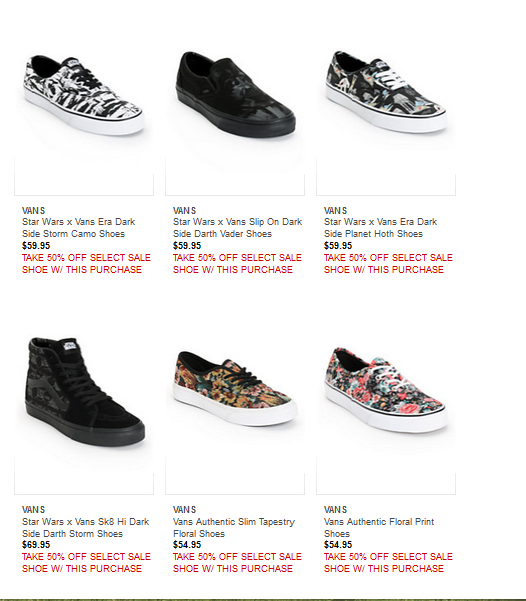 VANS
Star Wars x Vans Era Dark
Side Storm Camo Shoes
$59.95
TAKE 50% OFF SELECT SALE
SHOE W/ THIS PURCHASE
VANS
Star Wars x Vans Slip On Dark
Side Darth Vader Shoes
$59.95
TAKE 50% OFF SELECT SALE
SHOE W/ THIS PURCHASE
VANS
Star Wars x Vans Era Dark
Side Planet Hoth Shoes
$59.95
TAKE 50% OFF SELECT SALE
SHOE W/ THIS PURCHASE
VANS
Star Wars x Vans Sk8 Hi Dark
Side Darth Storm Shoes
$69.95
TAKE 50% OFF SELECT SALE
SHOE W/ THIS PURCHASE
VANS
Vans Authentic Slim Tapestry
Floral Shoes
$54.95
TAKE 50% OFF SELECT SALE
SHOE W/ THIS PURCHASE
VANS
Vans Authentic Floral Print
Shoes
$54.95
TAKE 50% OFF SELECT SALE
SHOE W/ THIS PURCHASE